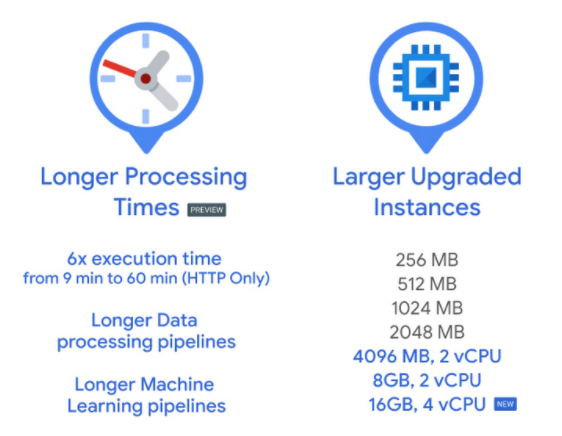 Longer Processing
Times PREVIEW
6x execution time
from 9 min to 60 min (HTTP Only)
Longer Data
processing pipelines
Longer Machine
Learning pipelines
Larger Upgraded
Instances
256 MB
512 MB
1024 MB
2048 MB
4096 MB, 2 vCPU
8GB, 2 vCPU
16GB, 4 vCPU NEW